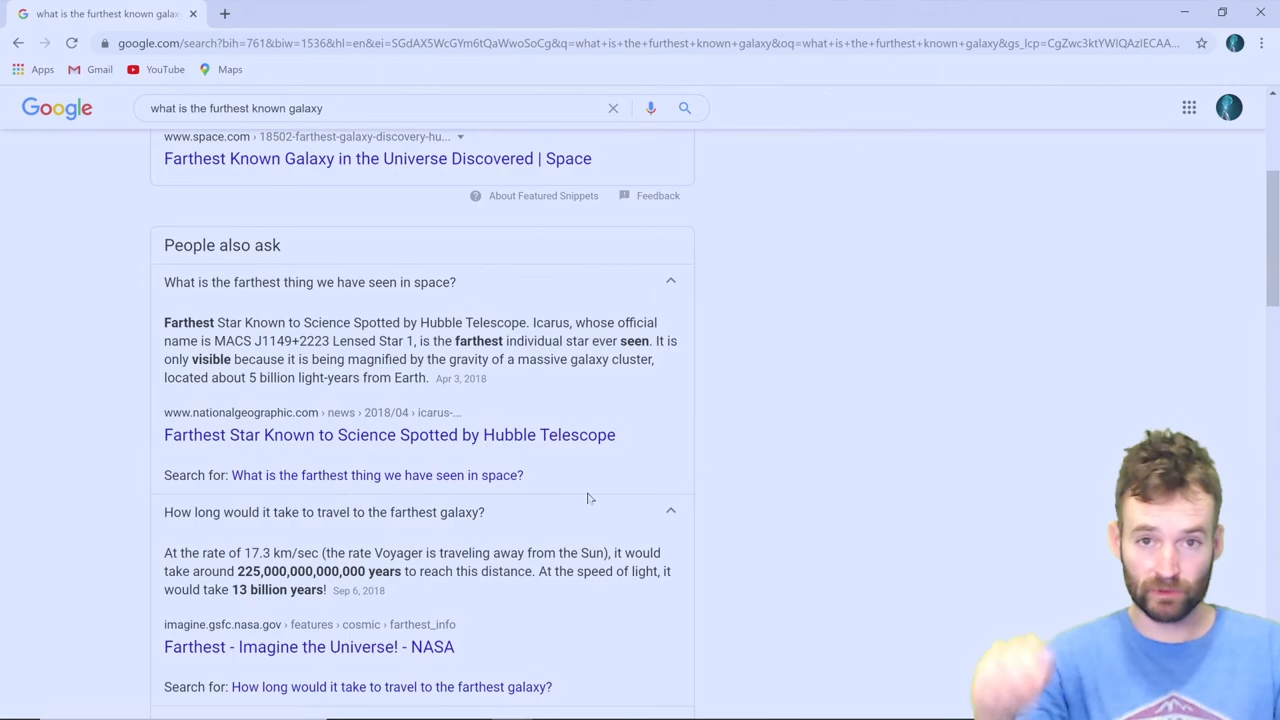 what is the furthest known galaxy
google.com/search?bih=761&biw=1536&hl=en&ei=SGdAX5WcGYm6tQaWwoSoCg&q=what+is+the+furthest+known+galaxy&oq=what+is+the+furthest+known+galaxy&gs_lcp=CgZwc3ktYWIQAzIECAA...
Apps Gmail YouTube Maps
Google what is the furthest known galaxy
www.space.com › 18502-farthest-galaxy-discovery-hu...
Farthest Known Galaxy in the Universe Discovered | Space
About Featured Snippets Feedback
People also ask
What is the farthest thing we have seen in space?
Farthest Star Known to Science Spotted by Hubble Telescope. Icarus, whose official
name is MACS J1149+2223 Lensed Star 1, is the farthest individual star ever seen. It is
only visible because it is being magnified by the gravity of a massive galaxy cluster,
located about 5 billion light-years from Earth. Apr 3, 2018
www.nationalgeographic.com › news › 2018/04 › icarus-...
Farthest Star Known to Science Spotted by Hubble Telescope
Search for: What is the farthest thing we have seen in space?
How long would it take to travel to the farthest galaxy?
At the rate of 17.3 km/sec (the rate Voyager is traveling away from the Sun), it would
take around 225,000,000,000,000 years to reach this distance. At the speed of light, it
would take 13 billion years! Sep 6, 2018
imagine.gsfc.nasa.gov › features › cosmic › farthest_info
Farthest - Imagine the Universe! - NASA
Search for: How long would it take to travel to the farthest galaxy?